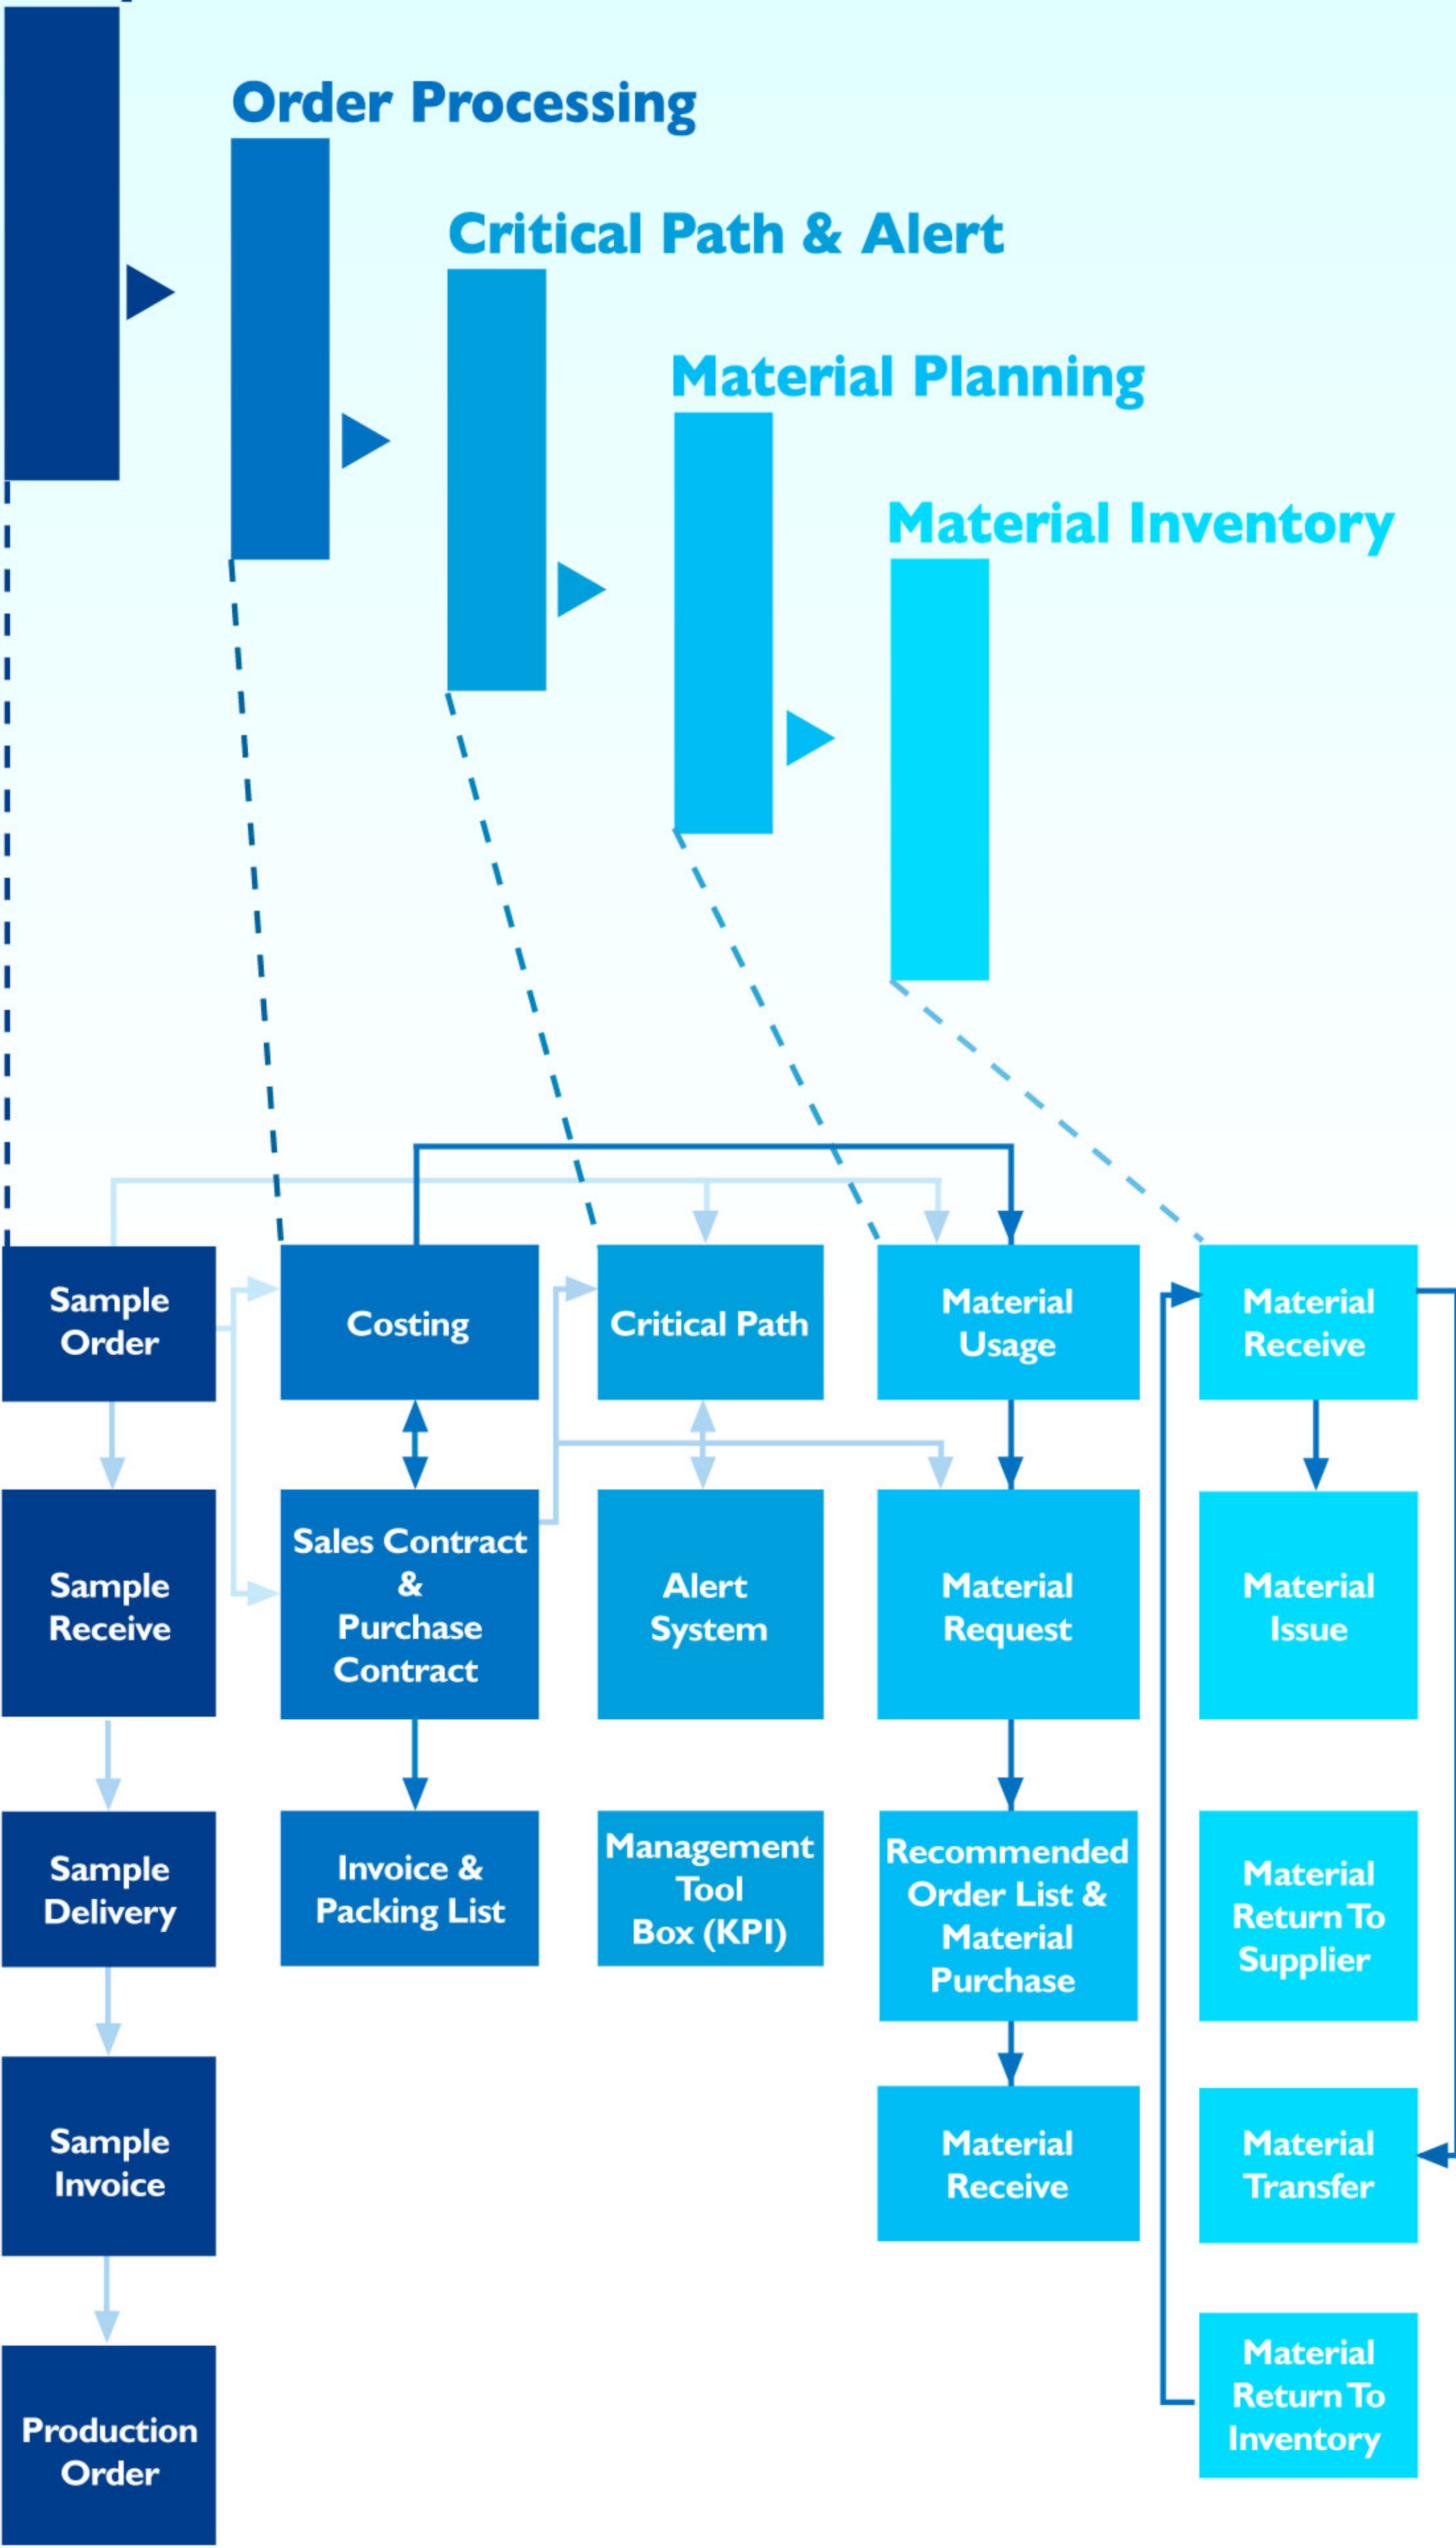 Order Processing
Critical Path & Alert
Material Planning
Material Inventory
Sample
Order
Costing
Critical Path
Material
Usage
Material
Receive
Sample
Receive
Sales Contract
&
Purchase
Contract
Alert
System
Material
Request
Material
Issue
Sample
Delivery
Invoice &
Packing List
Management
Tool
Box (KPI)
Recommended
Order List &
Material
Purchase
Material
Return To
Supplier
Sample
Invoice
Material
Receive
Material
Transfer
Production
Order
Material
Return To
Inventory